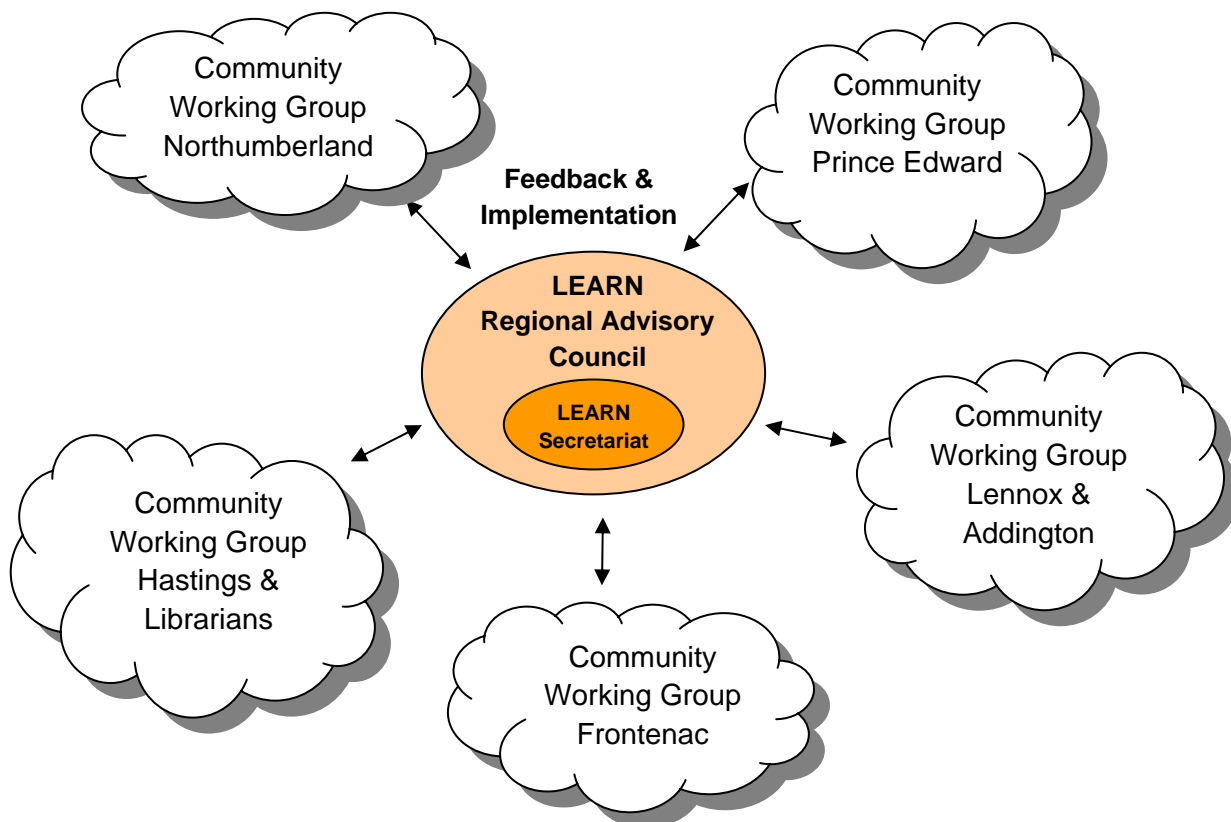 Community
Working Group
Northumberland
Community
Working Group
Prince Edward
Feedback &
Implementation
LEARN
Regional Advisory
Council
LEARN
Secretariat
Community
Working Group
Lennox &
Addington
Community
Working Group
Hastings &
Librarians
Community
Working Group
Frontenac